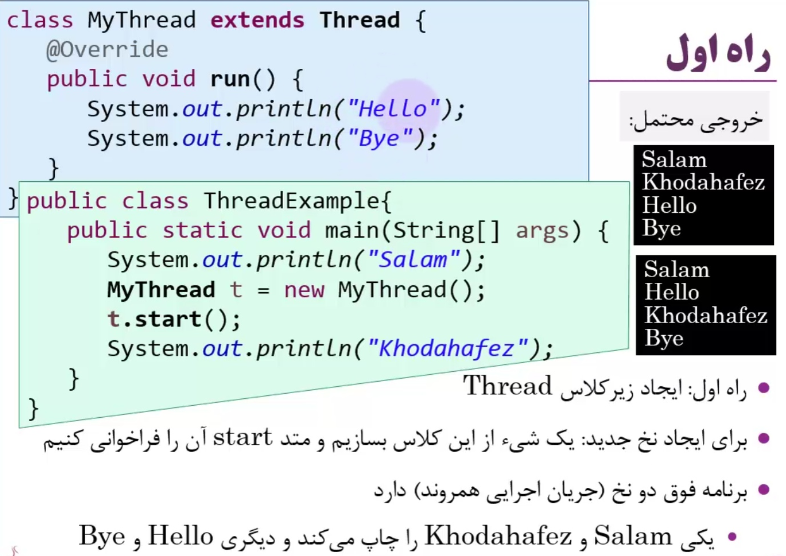 راه اول
class MyThread extends Thread {
@Override
public void run() {
System.out.println("Hello");
System.out.println("Bye");
}
}
public class ThreadExample{
public static void main(String[] args) {
System.out.println("Salam");
MyThread t = new MyThread();
t.start();
System.out.println("Khodahafez");
}
}
خروجی محتمل:
Salam
Khodahafez
Hello
Bye
Salam
Hello
Khodahafez
Bye
راه اول: ایجاد زیرکلاس Thread
برای ایجاد نخ جدید: یک شیء از این کلاس بسازیم و متد start آن را فراخوانی کنیم
برنامه فوق دو نخ (جریان اجرایی همروند) دارد
یکی Salam و Khodahafez را چاپ می‌کند و دیگری Hello و Bye